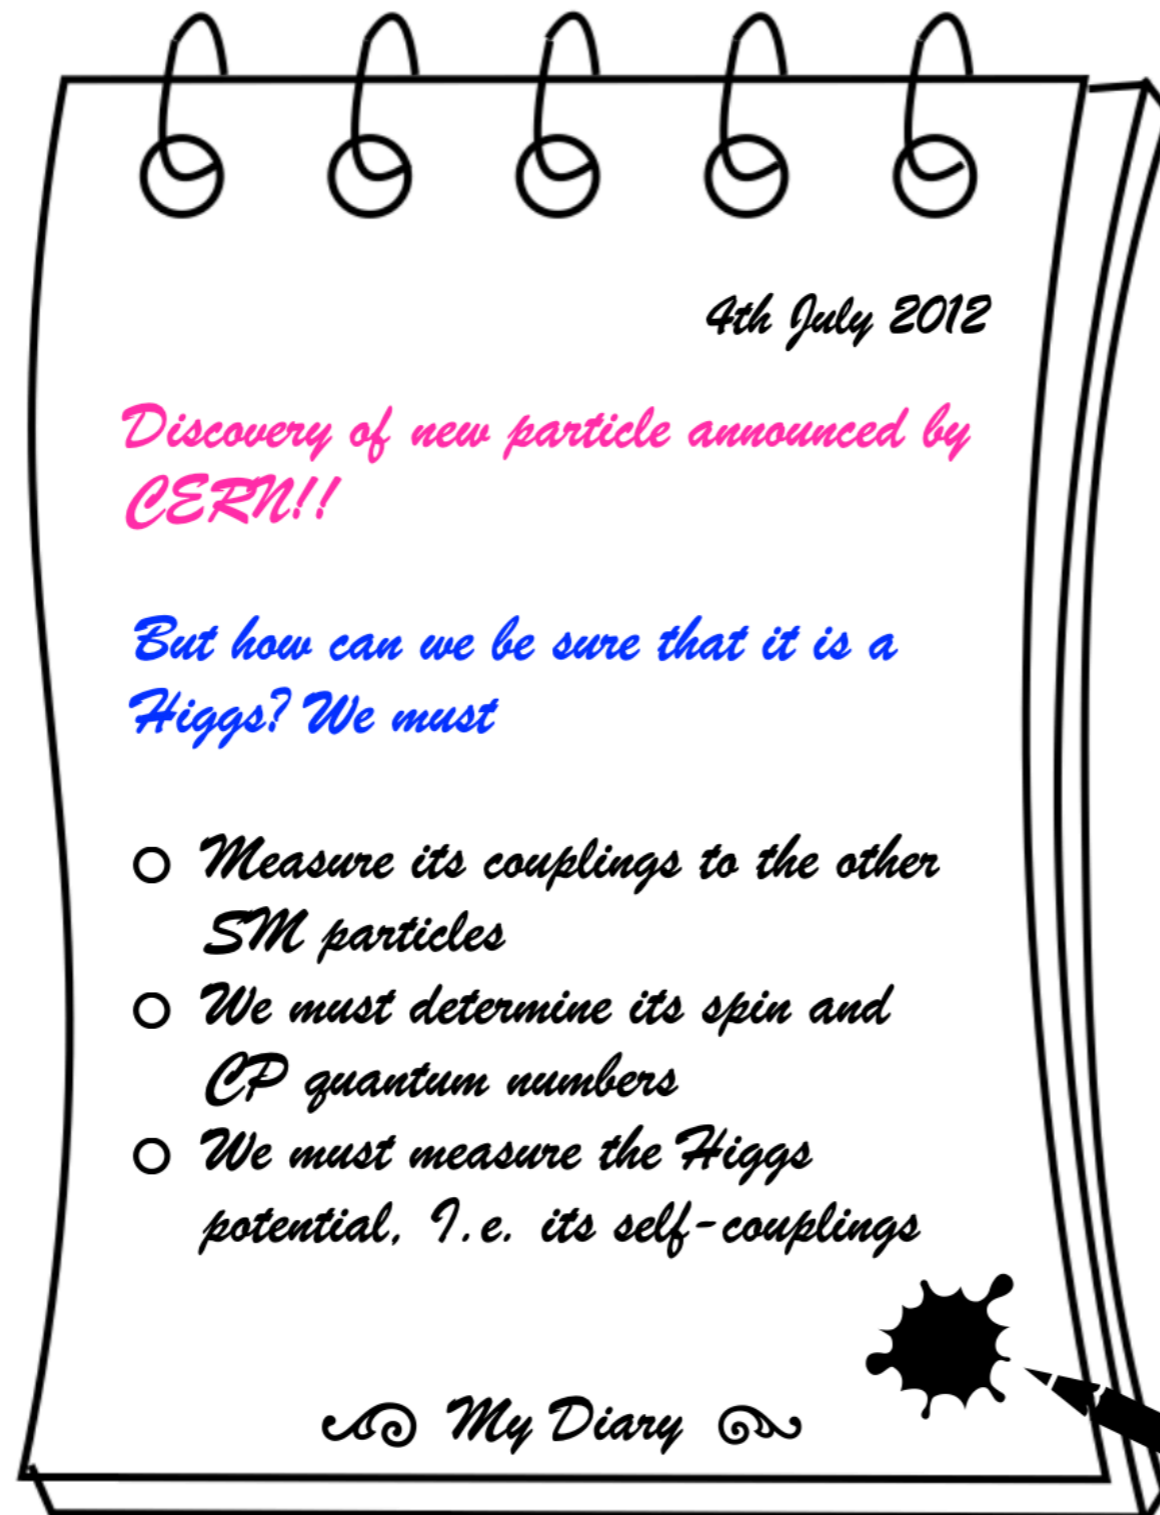 4th July 2012
Discovery of new particle announced by
CERN!!
But how can we be sure that it is a
Higgs? We must
Measure its couplings to the other
SM particles
We must determine its spin and
CP quantum numbers
We must measure the Higgs
potential, I.e. its self-couplings
My Diary